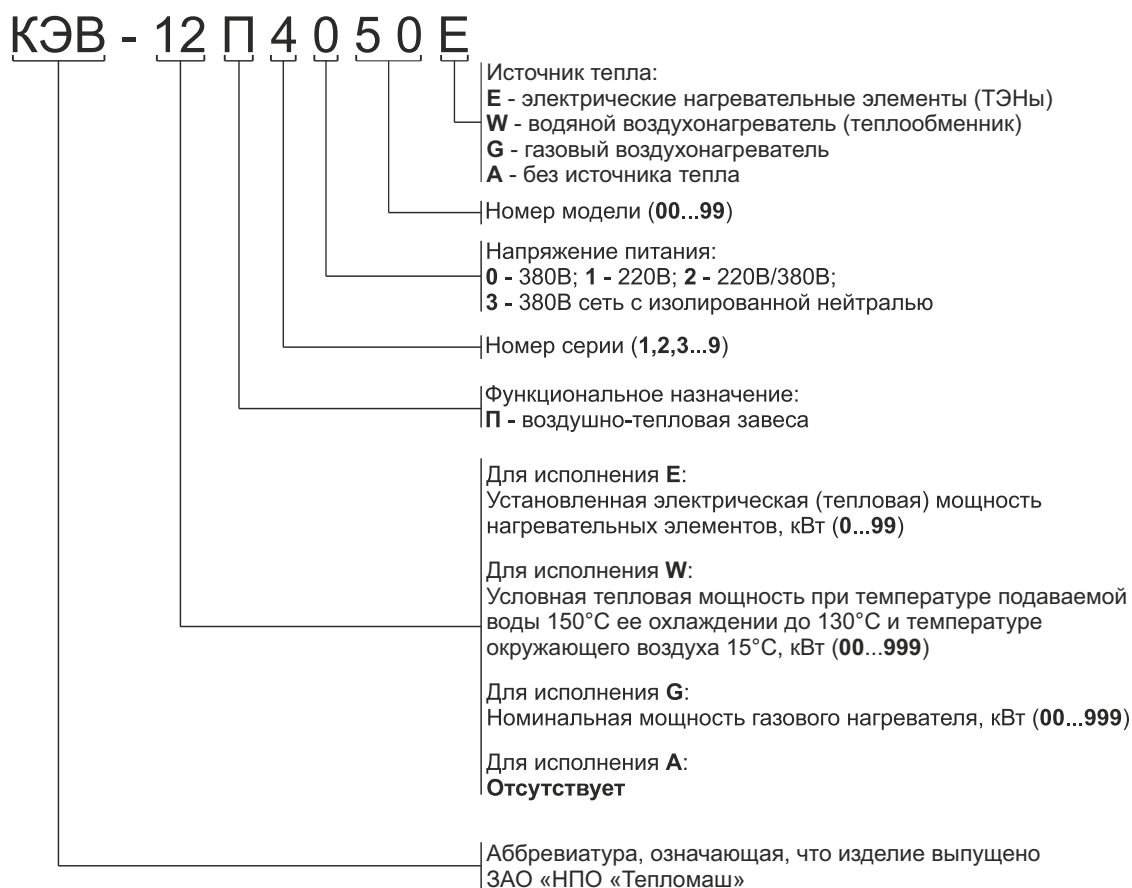 КЭВ - 12 П 4 0 5 0 Е
Источник тепла:
Е - электрические нагревательные элементы (ТЭНы)
W - водяной воздухонагреватель (теплообменник)
G - газовый воздухонагреватель
А - без источника тепла
Номер модели (00...99)
Напряжение питания:
0 - 380В; 1 - 220В; 2 - 220В/380В;
3 - 380В сеть с изолированной нейтралью
Номер серии (1,2,3...9)
Функциональное назначение:
П - воздушно-тепловая завеса
Для исполнения Е:
Установленная электрическая (тепловая) мощность
нагревательных элементов, кВт (0...99)
Для исполнения W:
Условная тепловая мощность при температуре подаваемой
воды 150°С ее охлаждении до 130°С и температуре
окружающего воздуха 15°С, кВт (00...999)
Для исполнения G:
Номинальная мощность газового нагревателя, кВт (00...999)
Для исполнения А:
Отсутствует
Аббревиатура, означающая, что изделие выпущено
ЗАО «НПО «Тепломаш»